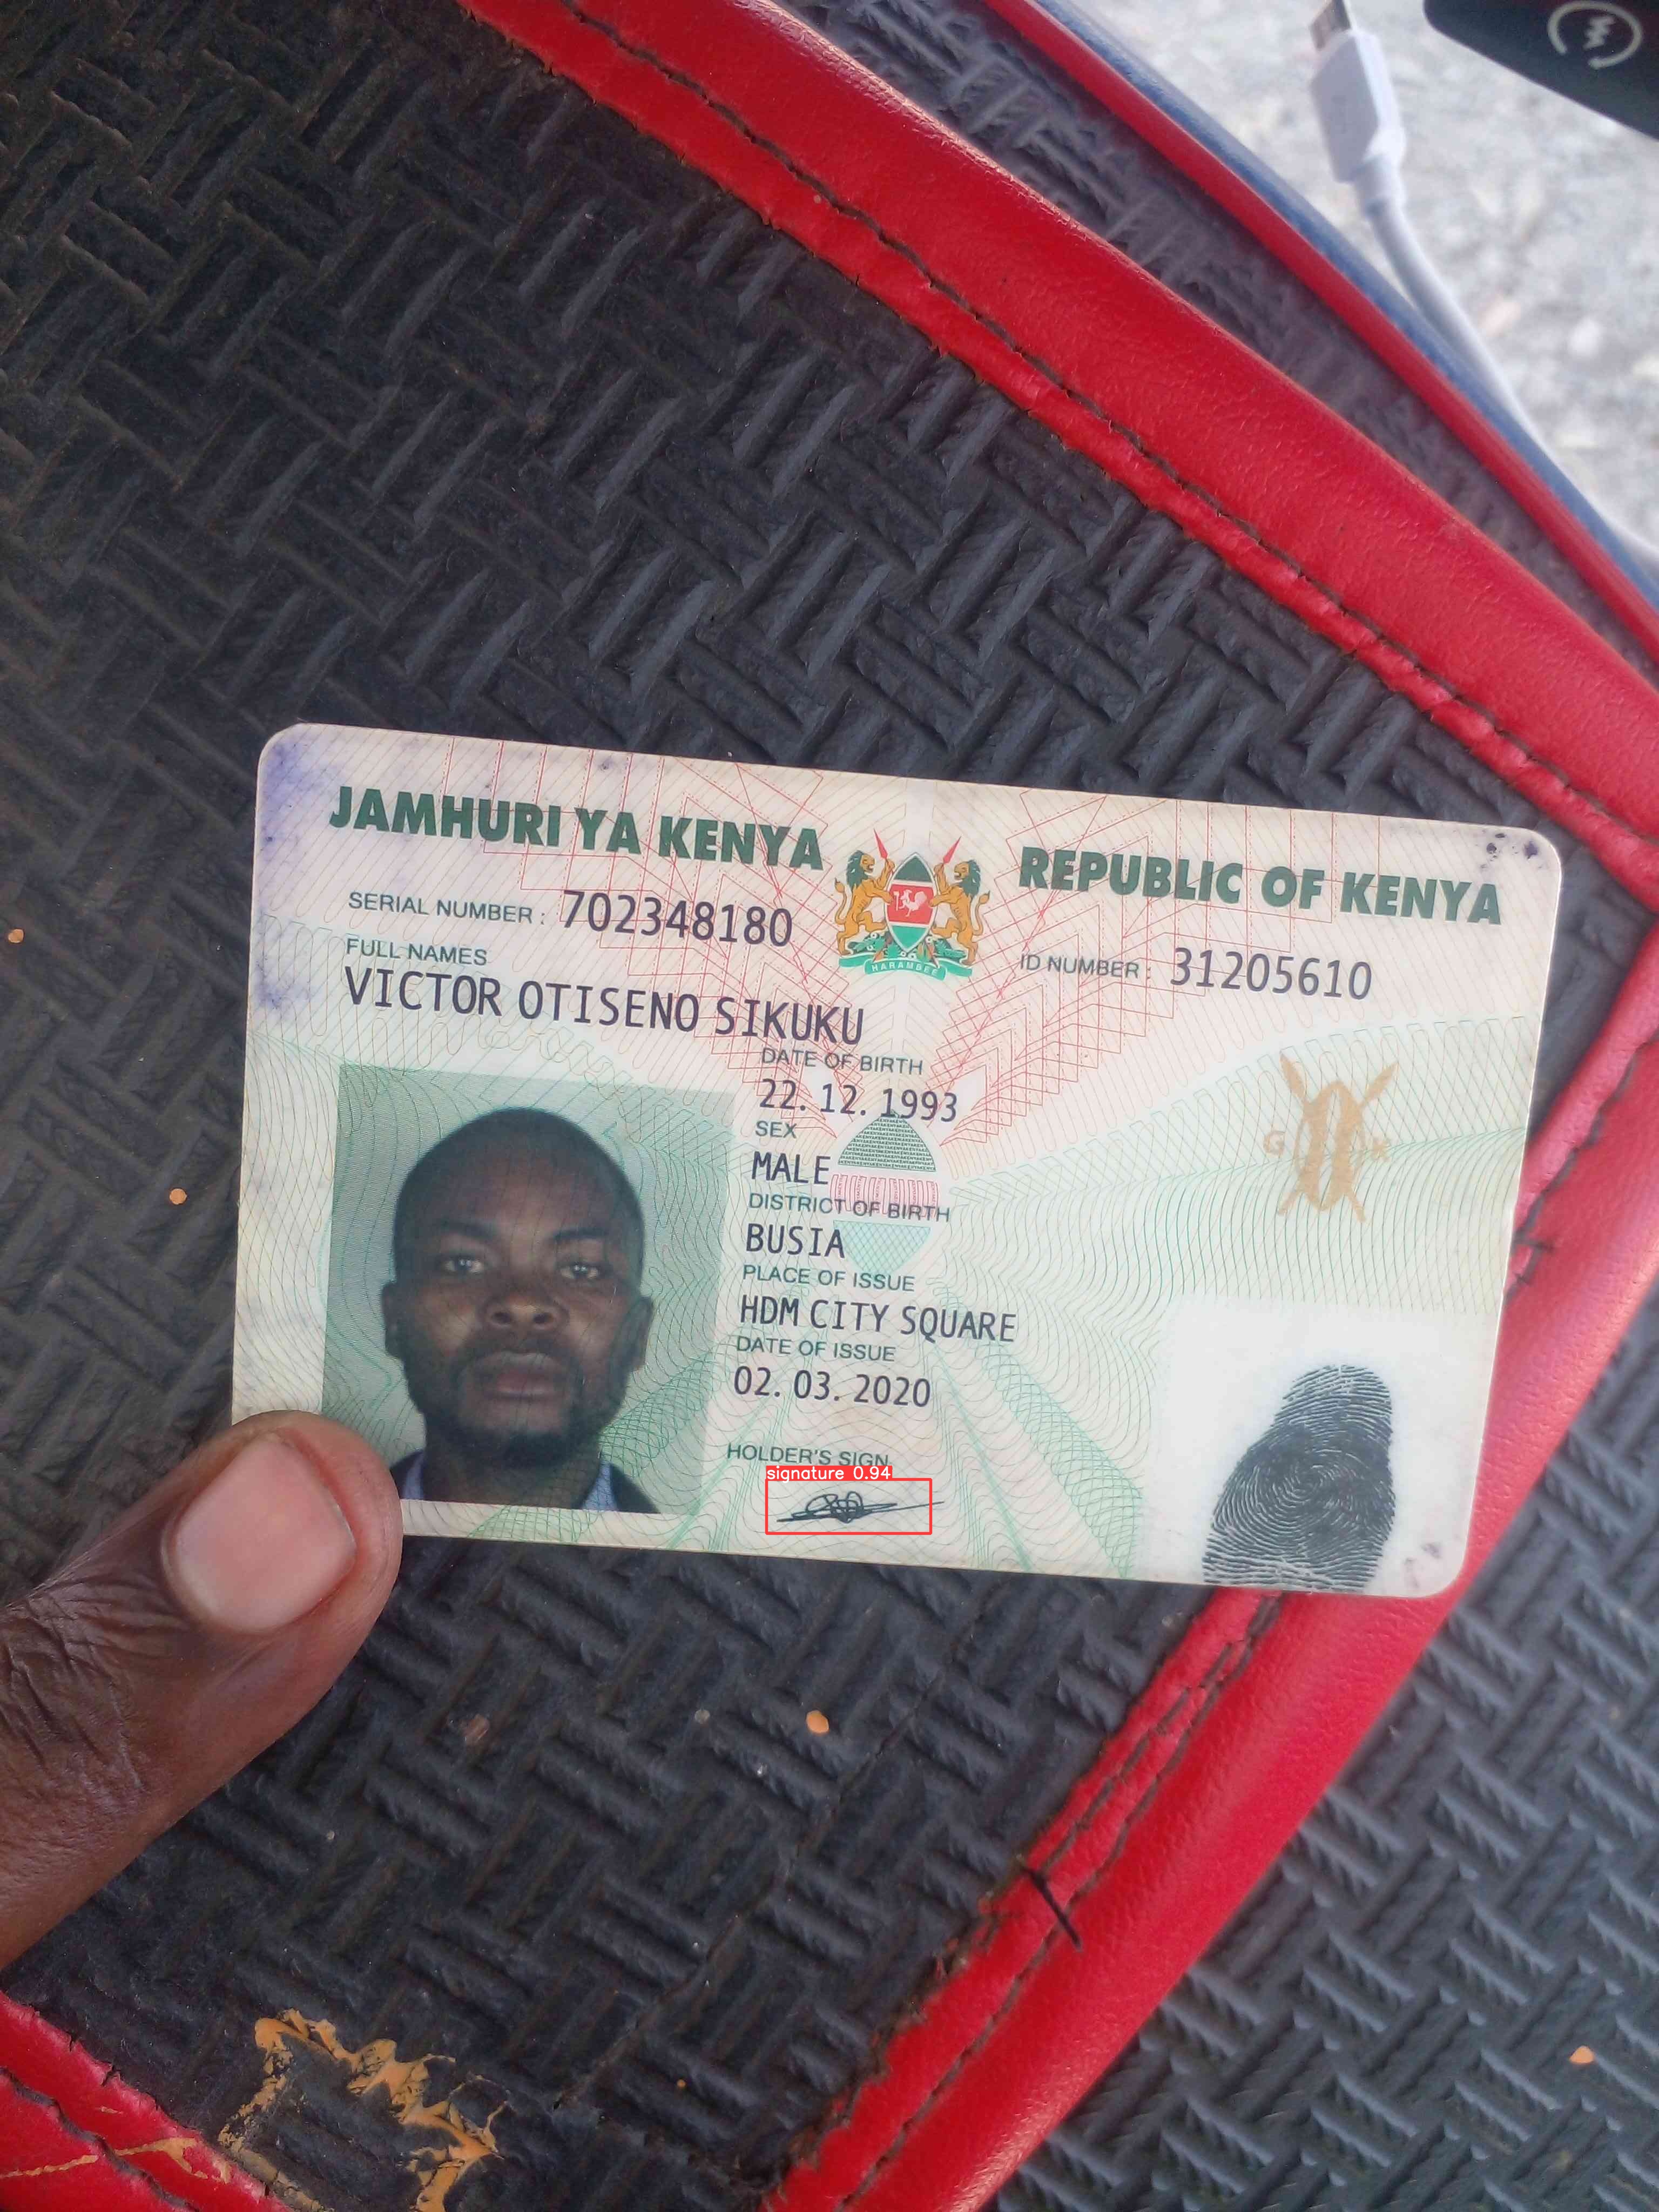 JAMHURI YA KENYA
REPUBLIC OF KENYA
SERIAL NUMBER : 702348180
ID NUMBER : 31205610
FULL NAMES
VICTOR OTISENO SIKUKU
DATE OF BIRTH
22. 12. 1993
SEX
MALE
DISTRICT OF BIRTH
BUSIA
PLACE OF ISSUE
HDM CITY SQUARE
DATE OF ISSUE
02. 03. 2020
HOLDER'S SIGN.
signature 0.94
HARAMBEE
G K